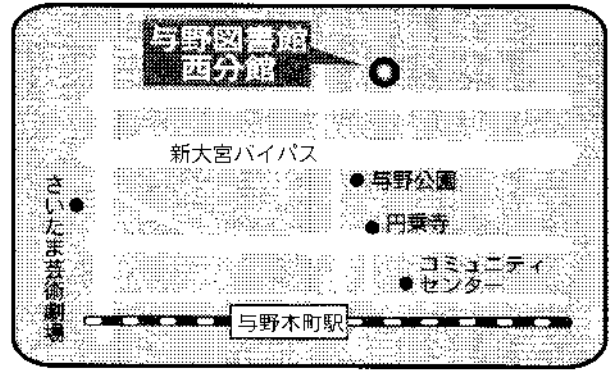 与野図書館
西分館
新大宮バイパス
与野公園
円乗寺
さいたま芸術劇場
コミュニティ
センター
与野本町駅